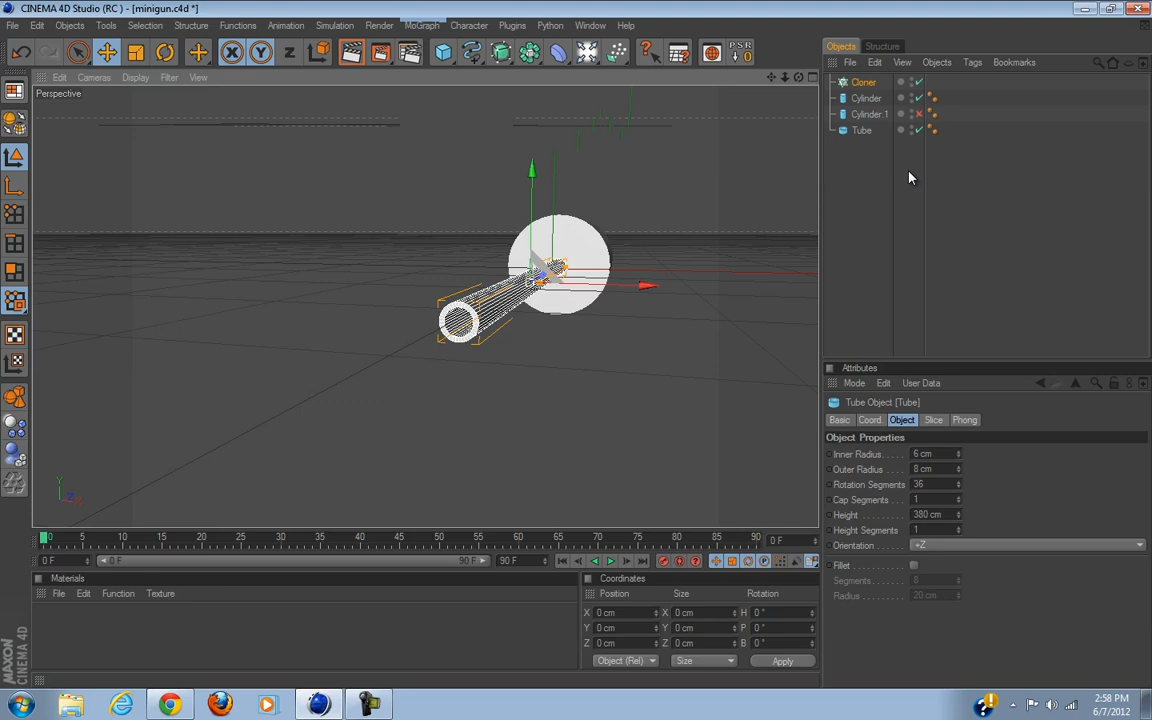 CINEMA 4D Studio (RC ) - [minigun.c4d *]
File Edit Objects Tools Selection Structure Functions Animation Simulation Render MoGraph Character Plugins Python Window Help
X Y Z PSR 0
Edit Cameras Display Filter View
Perspective
Objects Structure
File Edit View Objects Tags Bookmarks
Cloner
Cylinder
Cylinder.1
Tube
Y
X
Z
Attributes
Mode Edit User Data
Tube Object [Tube]
Basic Coord. Object Slice Phong
Object Properties
Inner Radius 6 cm
Outer Radius 8 cm
Rotation Segments 36
Cap Segments 1
Height 380 cm
Height Segments 1
Orientation +Z
Fillet
Segments 8
Radius 20 cm
0 5 10 15 20 25 30 35 40 45 50 55 60 65 70 75 80 85 90 0 F
0 F 0 F 90 F 90 F
Materials
File Edit Function Texture
Coordinates
Position Size Rotation
X 0 cm X 0 cm H 0 °
Y 0 cm Y 0 cm P 0 °
Z 0 cm Z 0 cm B 0 °
Object (Rel) Size Apply
MAXON
CINEMA 4D
2:58 PM
6/7/2012